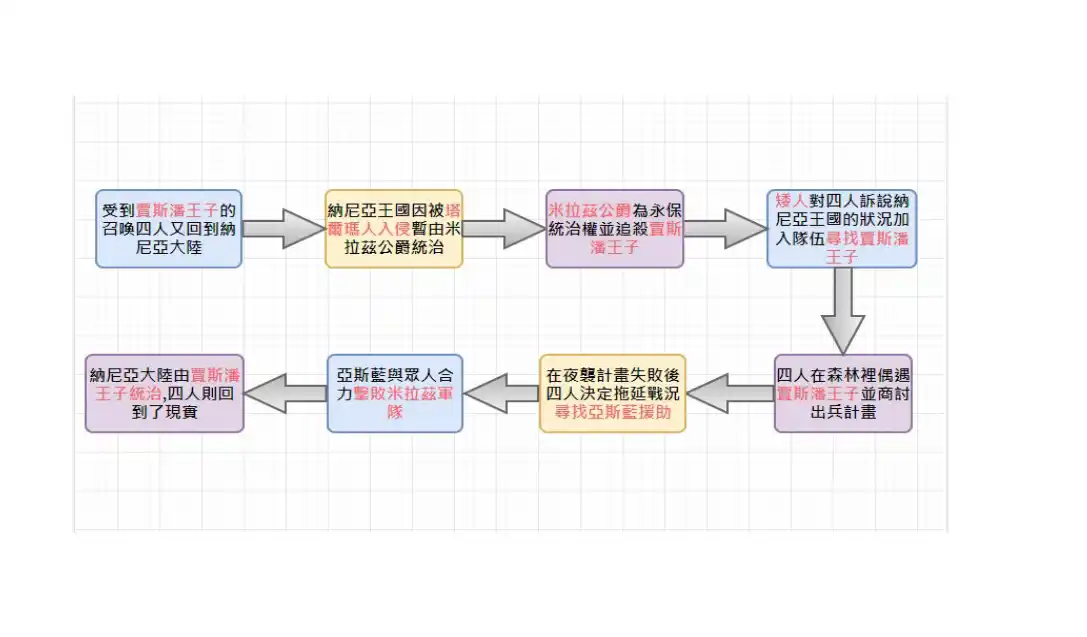 受到賈斯潘王子的
召喚四人又回到納
尼亞大陸
納尼亞王國因被塔
爾瑪人入侵暫由米
拉茲公爵統治
米拉茲公爵為永保
統治權並追殺賈斯
潘王子
矮人對四人訴說納
尼亞王國的狀況加
入隊伍尋找賈斯潘
王子
四人在森林裡偶遇
賈斯潘王子並商討
出兵計畫
在夜襲計畫失敗後
四人決定拖延戰況
尋找亞斯藍援助
亞斯藍與眾人合
力擊敗米拉茲軍
隊
納尼亞大陸由賈斯潘
王子統治,四人則回
到了現實